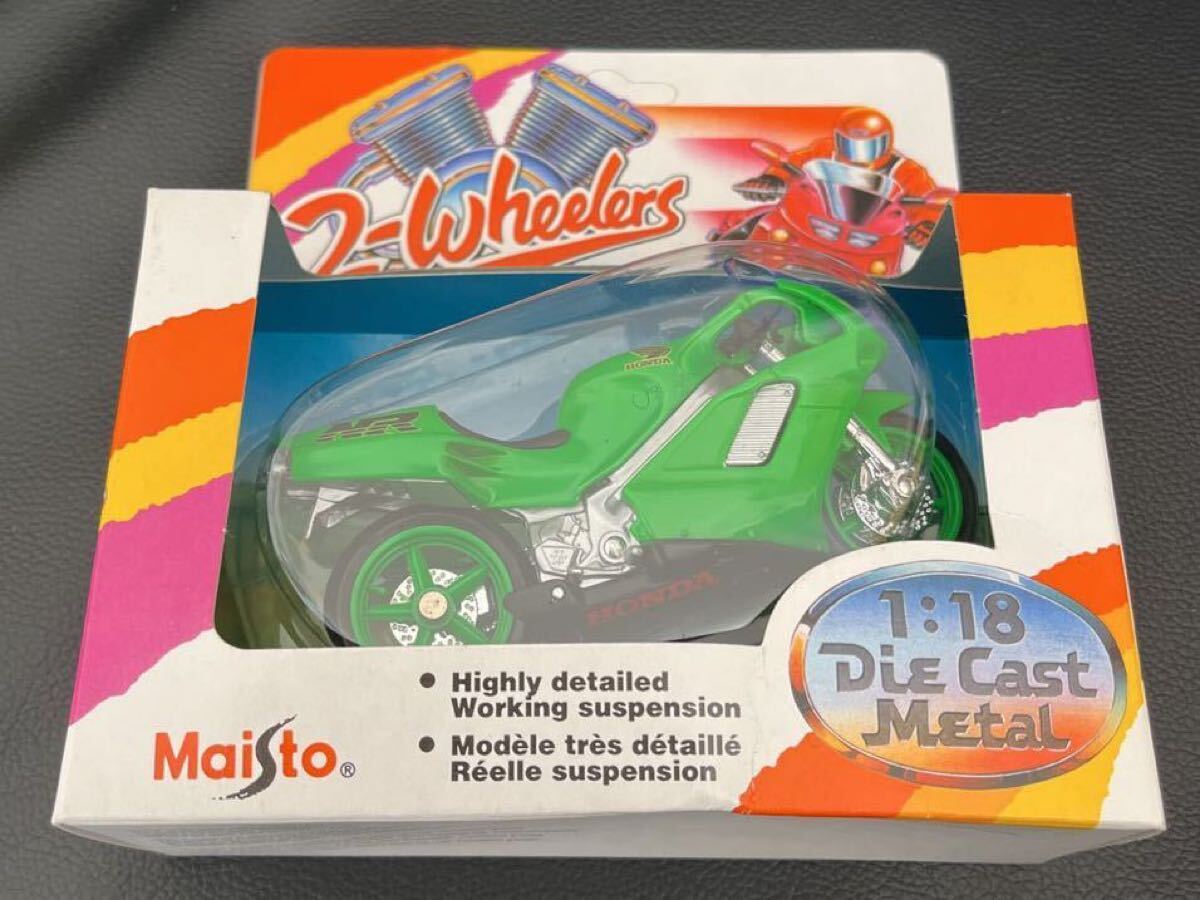 2-Wheelers
HONDA
NR
HONDA
1:18
Die Cast
Metal
• Highly detailed
Working suspension
• Modèle très détaillé
Réelle suspension
Maisto®